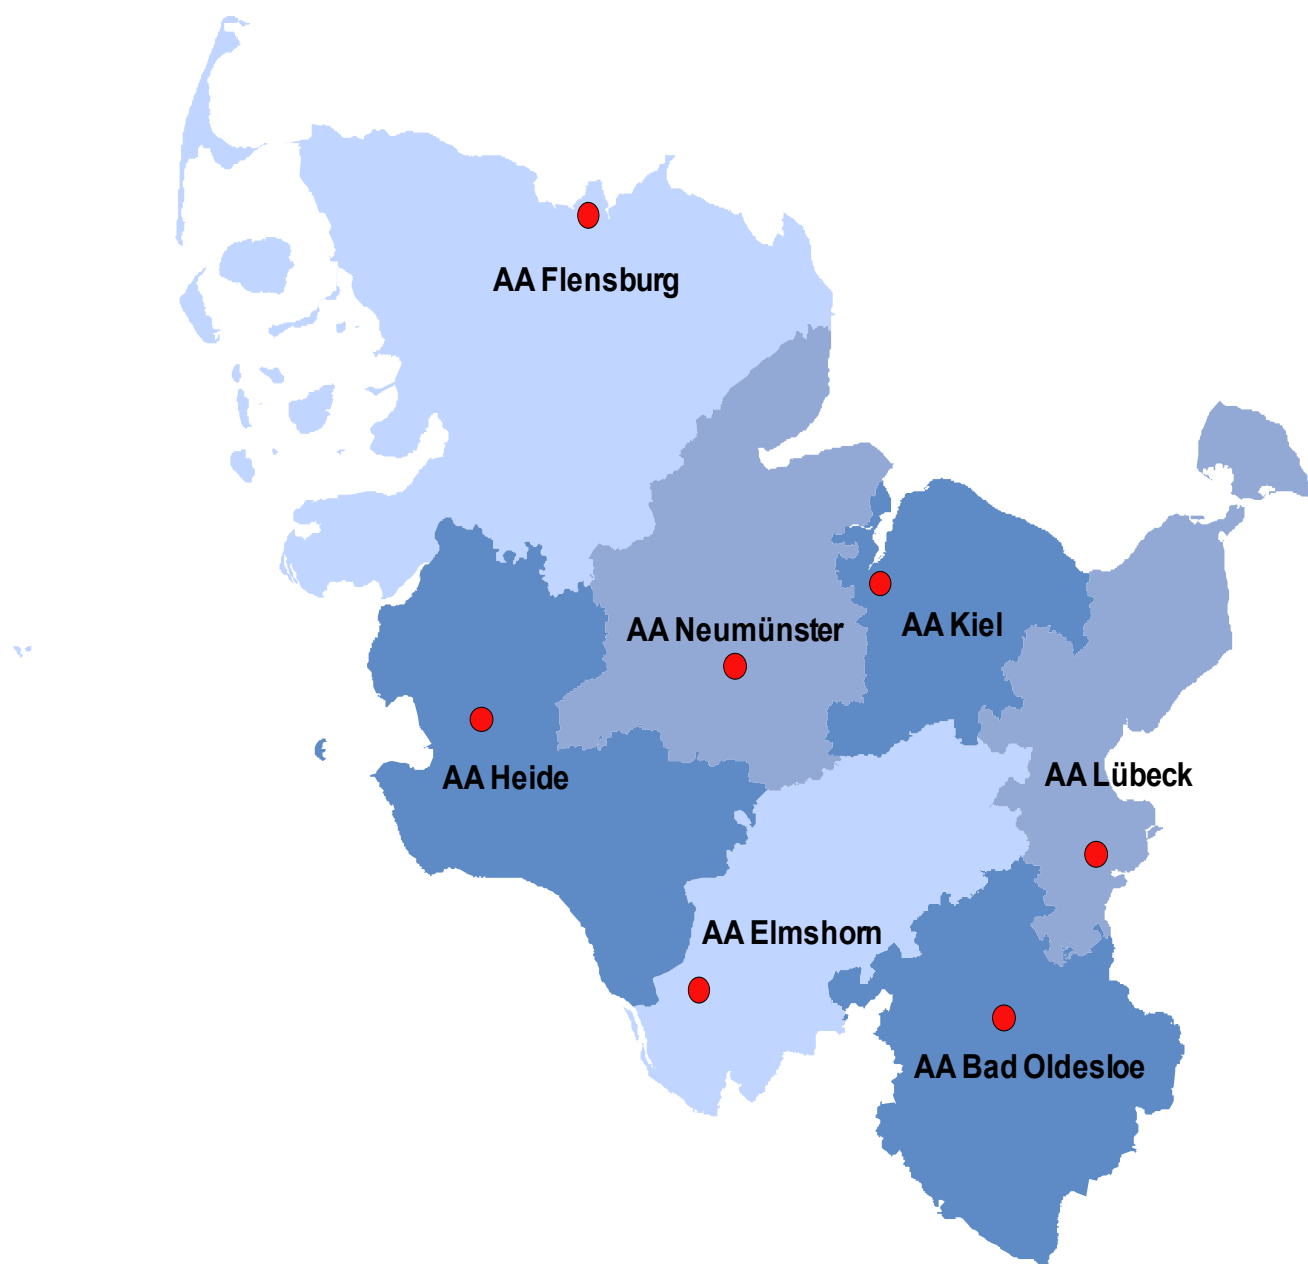 AA Flensburg
AA Neumünster
AA Kiel
AA Heide
AA Lübeck
AA Elmshorn
AA Bad Oldesloe